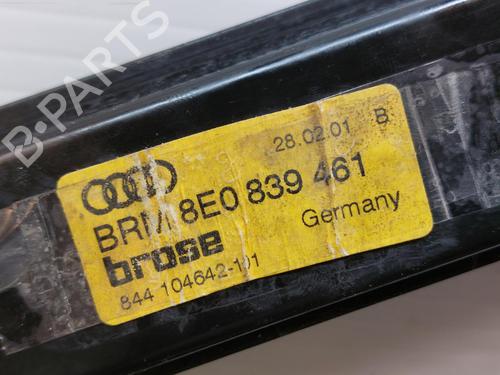 B-PARTS
28.02.01 B
BRM 8E0 839 461
brose Germany
844 104642-101